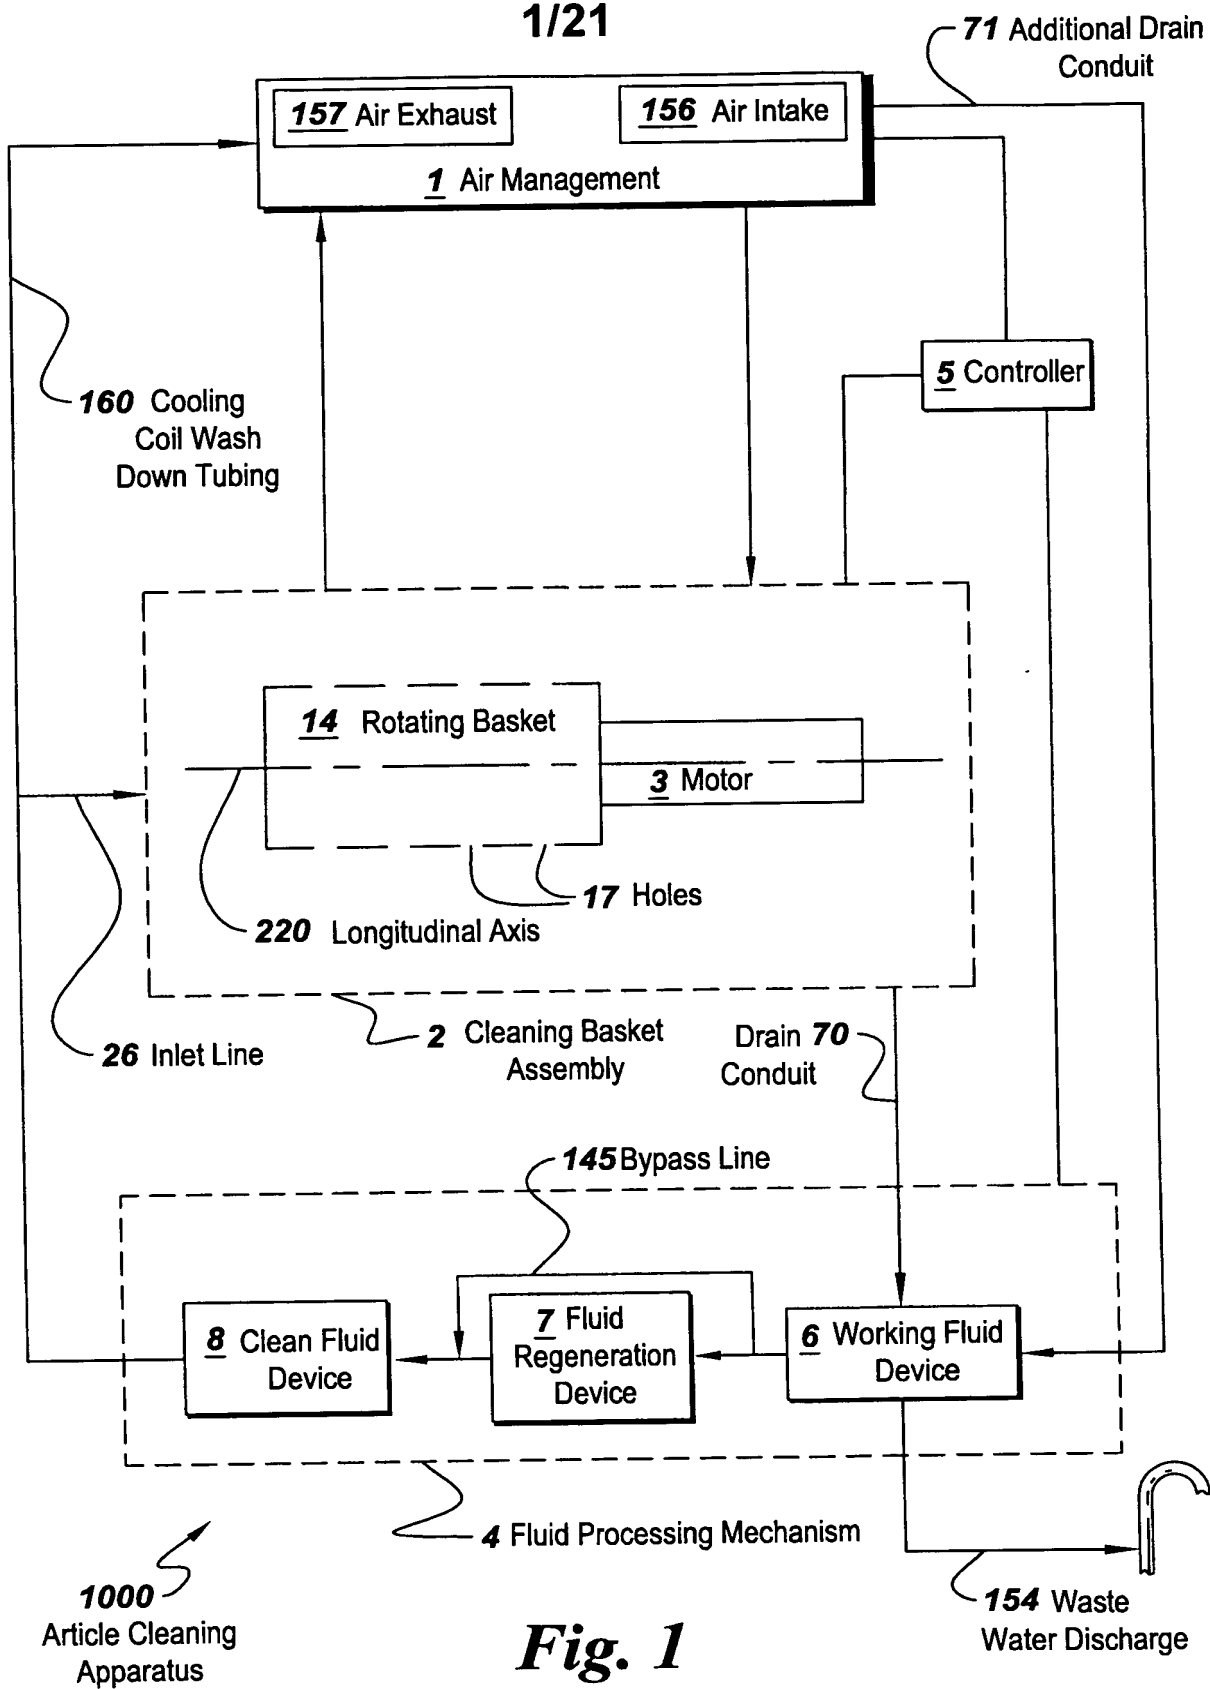 1/21
71 Additional Drain
Conduit
157 Air Exhaust
156 Air Intake
1 Air Management
5 Controller
160 Cooling
Coil Wash
Down Tubing
14 Rotating Basket
3 Motor
17 Holes
220 Longitudinal Axis
2 Cleaning Basket
Assembly
26 Inlet Line
Drain 70
Conduit
145 Bypass Line
8 Clean Fluid
Device
7 Fluid
Regeneration
Device
6 Working Fluid
Device
4 Fluid Processing Mechanism
1000
Article Cleaning
Apparatus
154 Waste
Water Discharge
Fig. 1